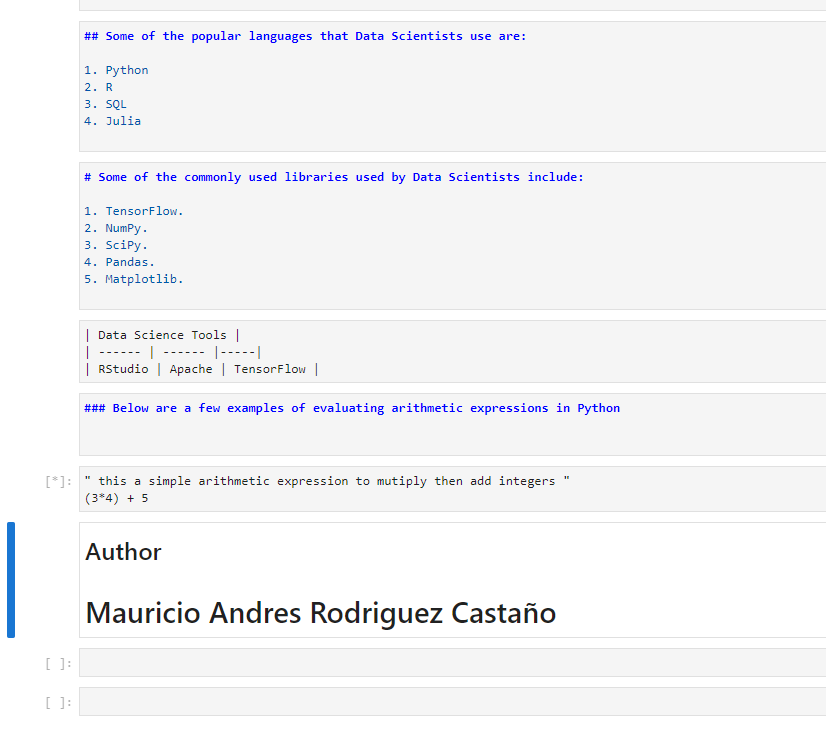 ## Some of the popular languages that Data Scientists use are:
1. Python
2. R
3. SQL
4. Julia
# Some of the commonly used libraries used by Data Scientists include:
1. TensorFlow.
2. NumPy.
3. SciPy.
4. Pandas.
5. Matplotlib.
| Data Science Tools |
| ------ | ------ |-----|
| RStudio | Apache | TensorFlow |
### Below are a few examples of evaluating arithmetic expressions in Python
[*]: " this a simple arithmetic expression to mutiply then add integers "
(3*4) + 5
Author
Mauricio Andres Rodriguez Castaño
[ ]:
[ ]: